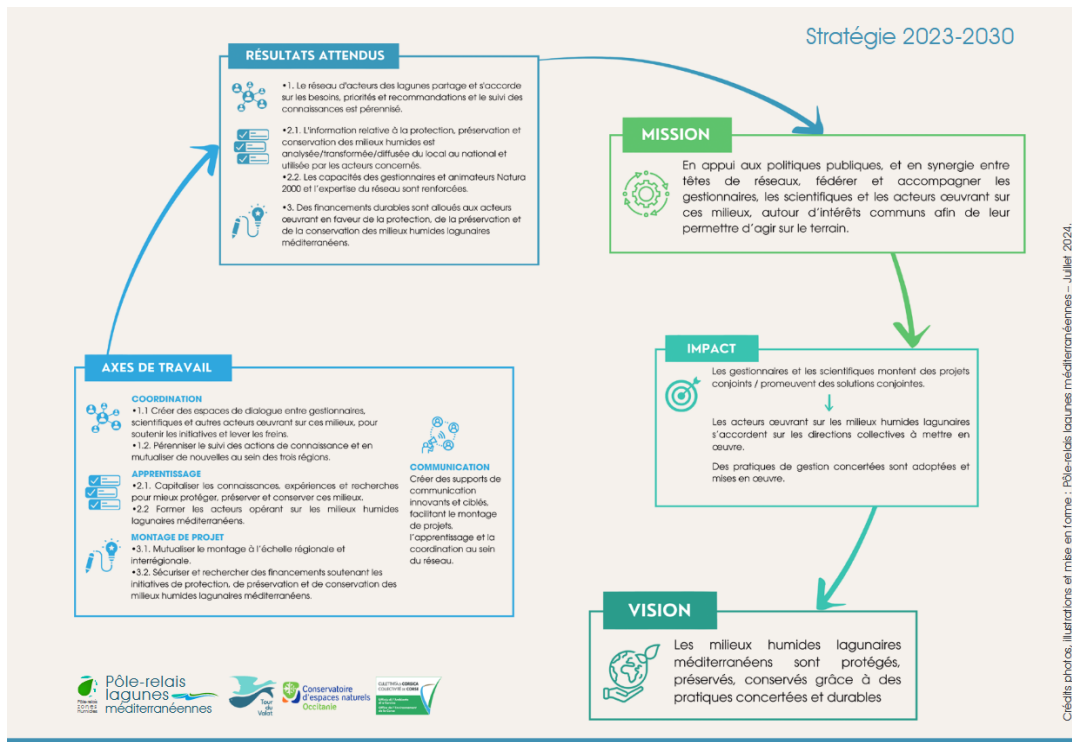 Stratégie 2023-2030
RÉSULTATS ATTENDUS
•1. Le réseau d'acteurs des lagunes partage et s'accorde
sur les besoins, priorités et recommandations et le suivi des
connaissances est pérennisé.
•2.1. L'information relative à la protection, préservation et
conservation des milieux humides est
analysée/transformée/diffusée du local au national et
utilisée par les acteurs concernés.
•2.2. Les capacités des gestionnaires et animateurs Natura
2000 et l'expertise du réseau sont renforcées.
•3. Des financements durables sont alloués aux acteurs
œuvrant en faveur de la protection, de la préservation et
de la conservation des milieux humides lagunaires
méditerranéens.
MISSION
En appui aux politiques publiques, et en synergie entre
têtes de réseaux, fédérer et accompagner les
gestionnaires, les scientifiques et les acteurs œuvrant sur
ces milieux, autour d'intérêts communs afin de leur
permettre d'agir sur le terrain.
IMPACT
Les gestionnaires et les scientifiques montent des projets
conjoints / promeuvent des solutions conjointes.
Les acteurs œuvrant sur les milieux humides lagunaires
s'accordent sur les directions collectives à mettre en
œuvre.
Des pratiques de gestion concertées sont adoptées et
mises en œuvre.
AXES DE TRAVAIL
COORDINATION
•1.1 Créer des espaces de dialogue entre gestionnaires,
scientifiques et autres acteurs œuvrant sur ces milieux, pour
soutenir les initiatives et lever les freins.
•1.2. Pérenniser le suivi des actions de connaissance et en
mutualiser de nouvelles au sein des trois régions.
APPRENTISSAGE
•2.1. Capitaliser les connaissances, expériences et recherches
pour mieux protéger, préserver et conserver ces milieux.
•2.2 Former les acteurs opérant sur les milieux humides
lagunaires méditerranéens.
MONTAGE DE PROJET
•3.1. Mutualiser le montage à l'échelle régionale et
interrégionale.
•3.2. Sécuriser et rechercher des financements soutenant les
initiatives de protection, de préservation et de conservation des
milieux humides lagunaires méditerranéens.
COMMUNICATION
Créer des supports de
communication
innovants et ciblés,
facilitant le montage
de projets,
l'apprentissage et la
coordination au sein
du réseau.
VISION
Les milieux humides lagunaires
méditerranéens sont protégés,
préservés, conservés grâce à des
pratiques concertées et durables
Pôle-relais
zones
humides
Pôle-relais
lagunes
méditerranéennes
Tour
du
Valat
Conservatoire
d'espaces naturels
Occitanie
Crédits photos, illustrations et mise en forme : Pôle-relais lagunes méditerranéennes – Juillet 2024.